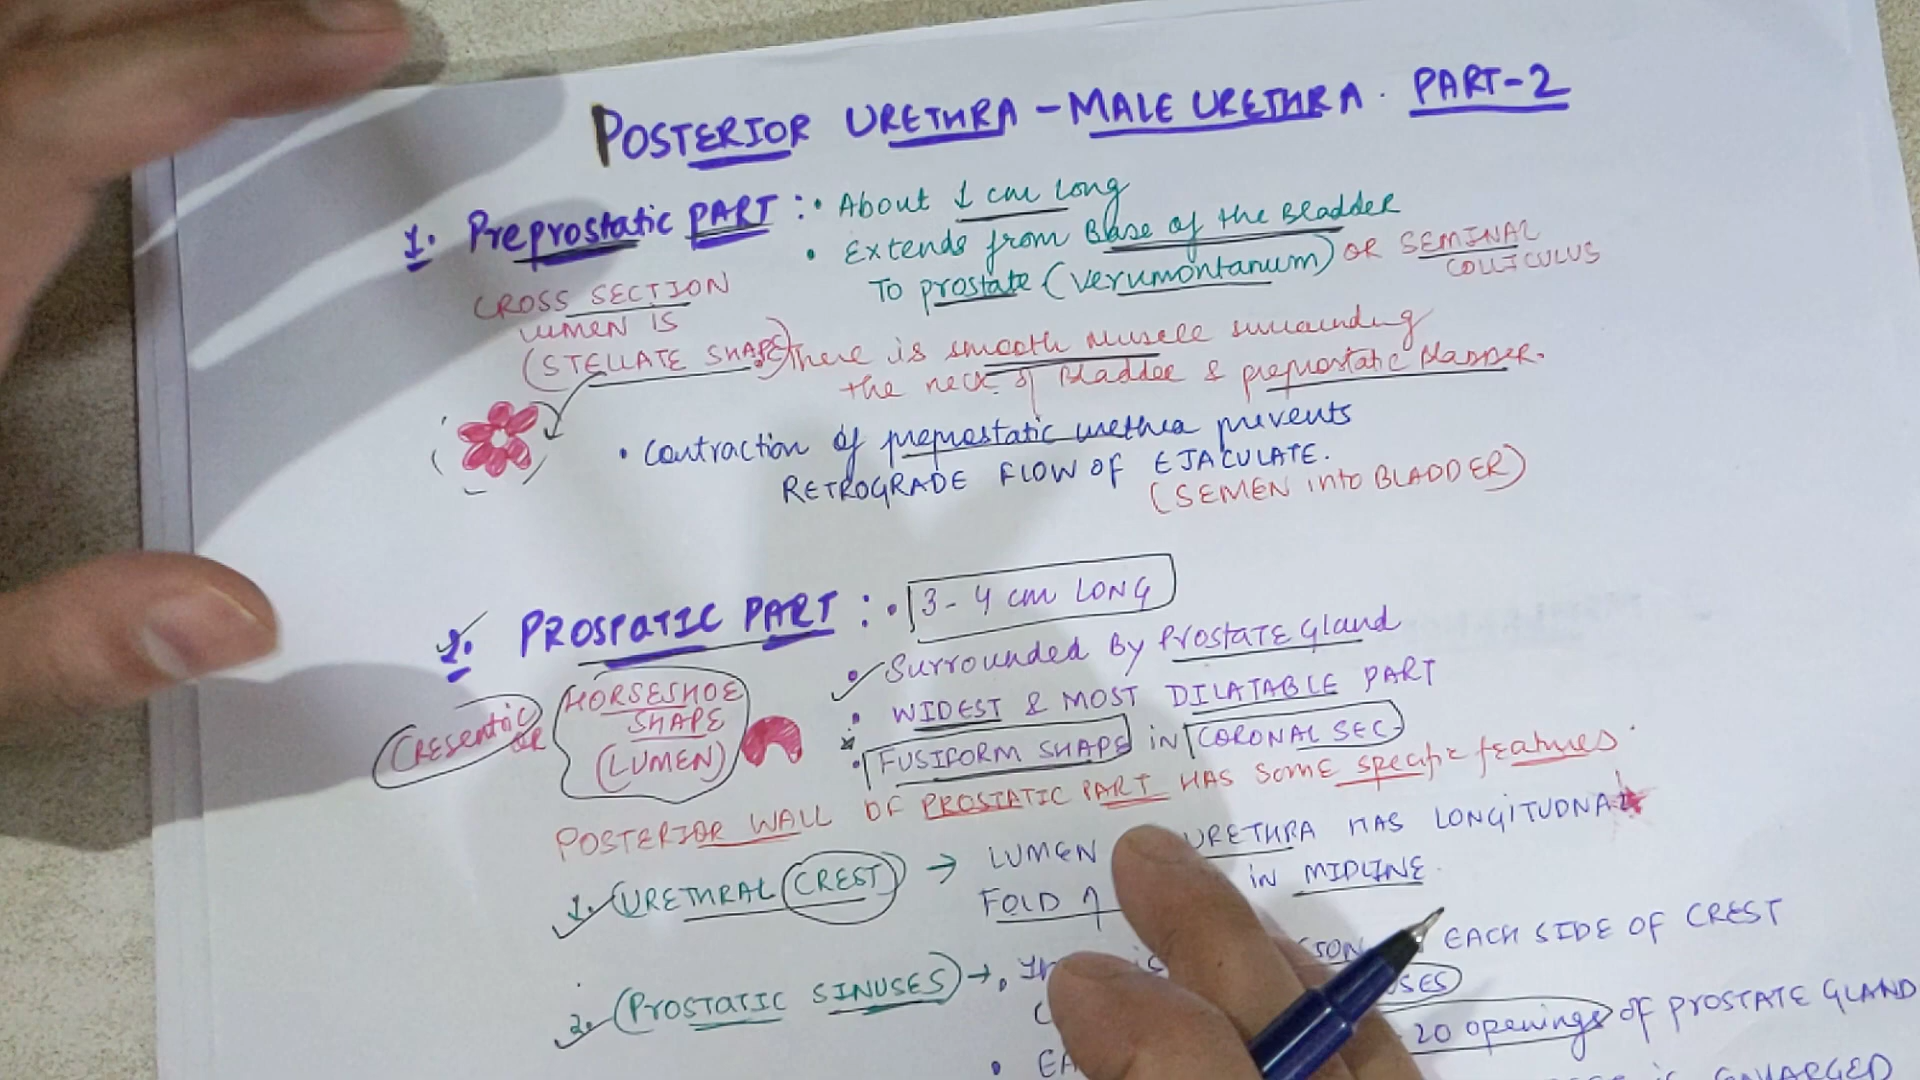 POSTERIOR URETHRA - MALE URETHRA. PART-2
1. Preprostatic PART : • About 1 cm long
• Extends from Base of the Bladder
To prostate (Verumontanum) OR SEMINAL COLLICULUS
CROSS SECTION
LUMEN IS
(STELLATE SHAPE)
• There is smooth muscle surrounding
the neck of Bladder & preprostatic Bladder.
• Contraction of preprostatic urethra prevents
RETROGRADE FLOW OF EJACULATE.
(SEMEN into BLADDER)
2. PROSTATIC PART : • 3-4 cm LONG
• Surrounded By Prostate Gland
• WIDEST & MOST DILATABLE PART
• FUSIFORM SHAPE in CORONAL SEC.
Cresentic OR
HORSESHOE
SHAPE
(LUMEN)
POSTERIOR WALL OF PROSTATIC PART HAS SOME specific features.
1. URETHRAL CREST → LUMEN URETHRA HAS LONGITUDNAL
FOLD in MIDLINE.
2. (PROSTATIC SINUSES) → • EACH SIDE OF CREST
20 openings of PROSTATE GLAND
ENLARGED